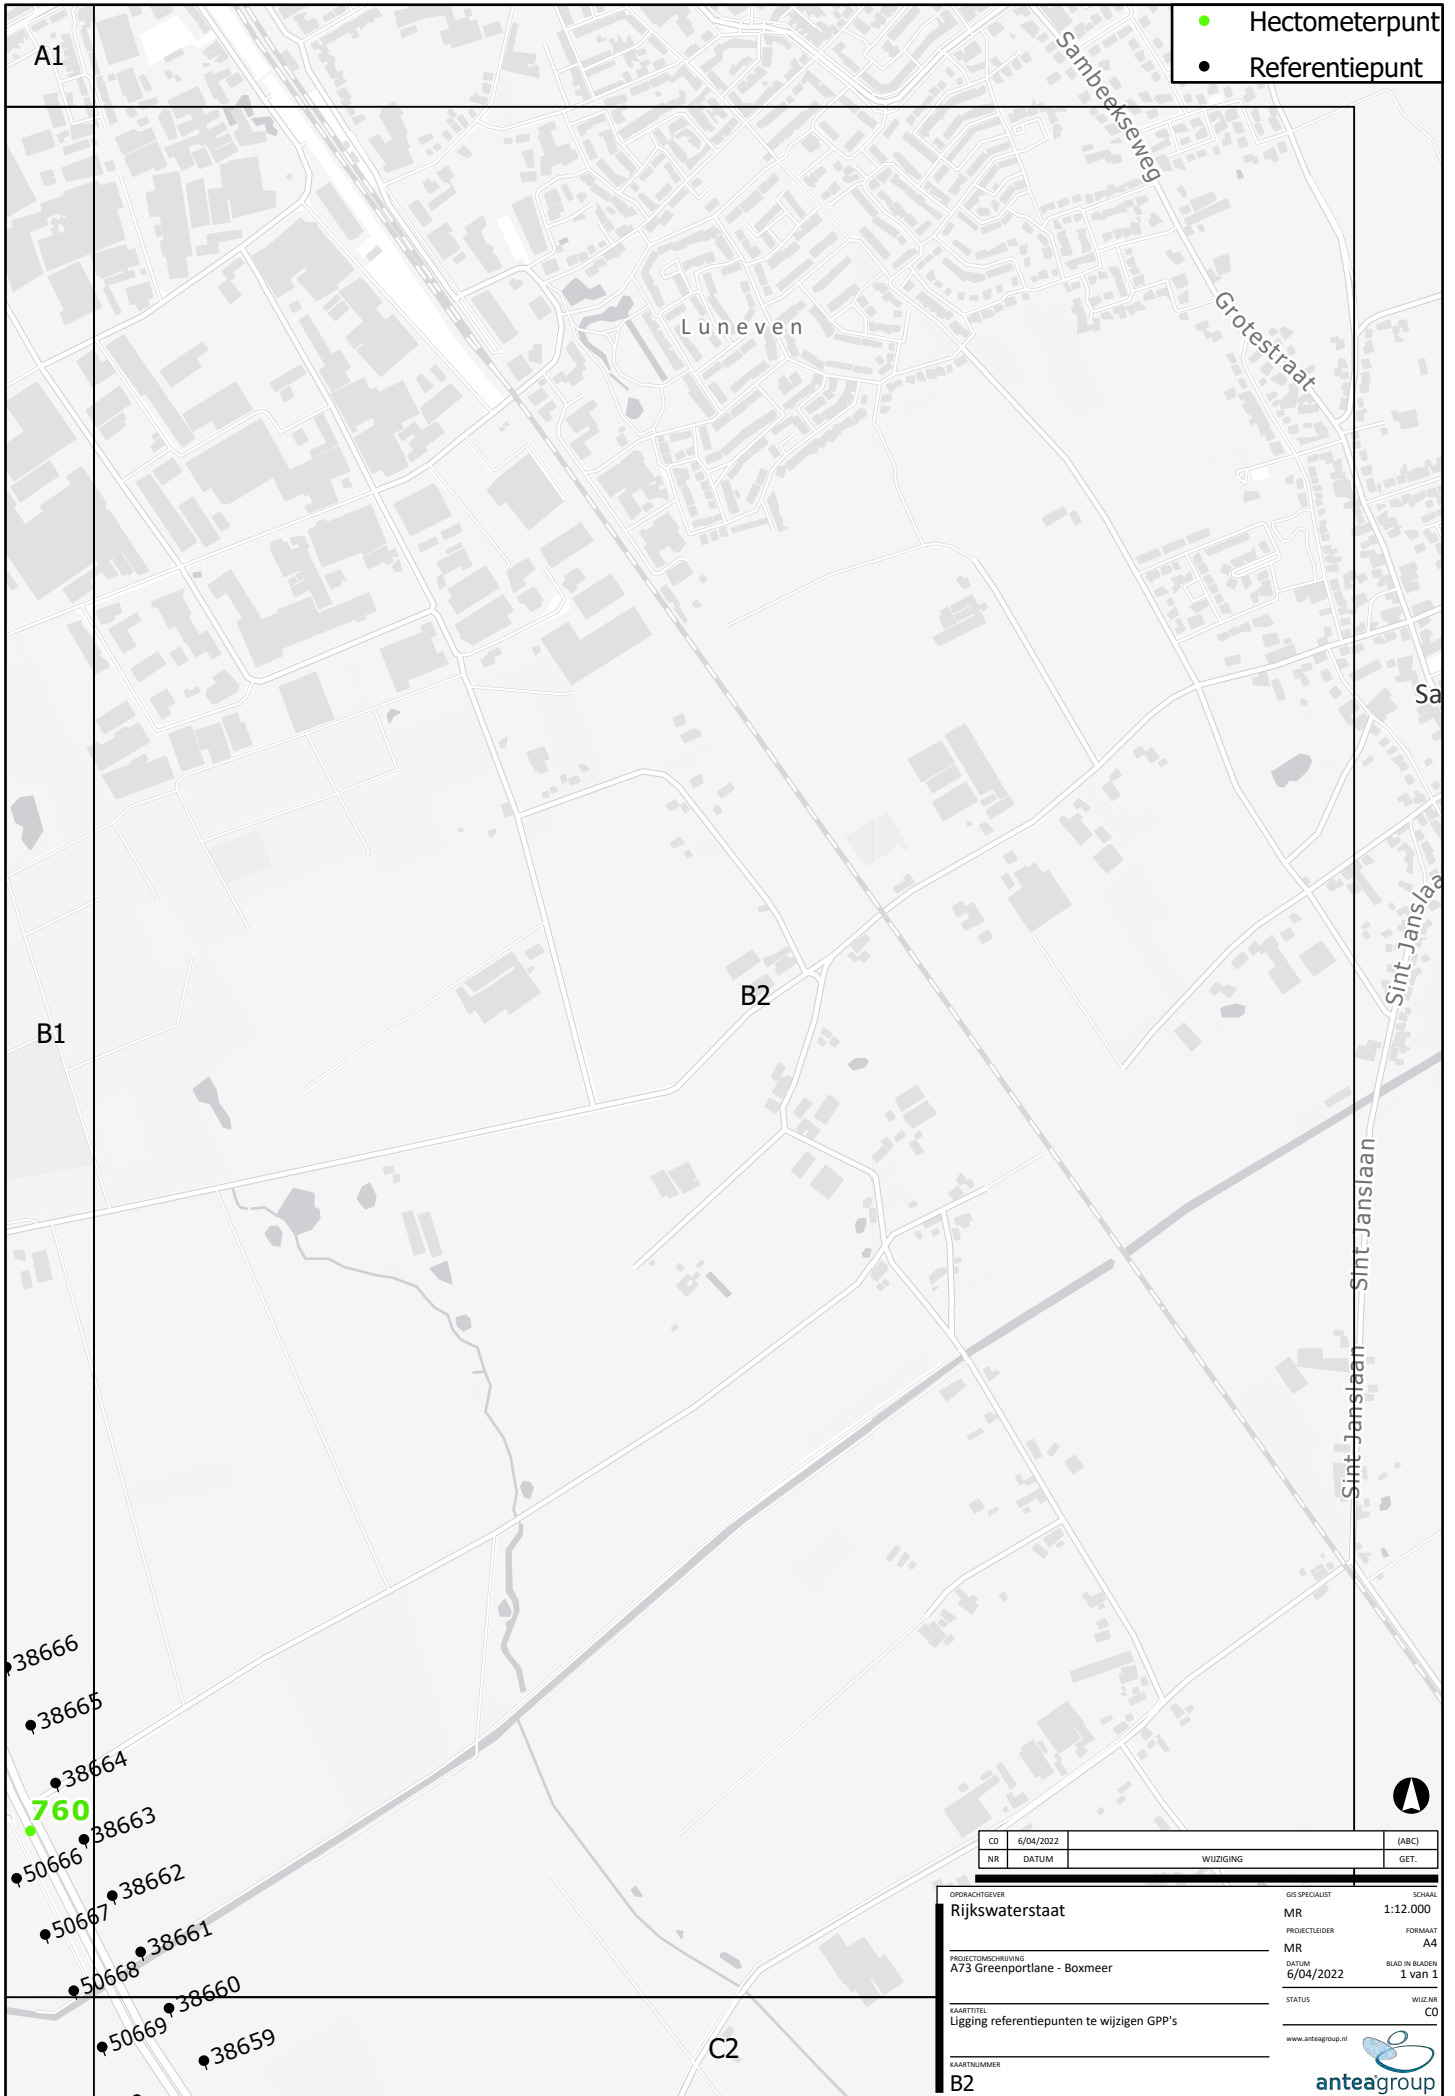 A1
Hectometerpunt
Referentiepunt
Sambeekseweg
Luneven
Grotestraat
Sa
Sint Janslaa
B2
B1
Sint Janslaan
Sint Janslaan
38666
38665
38664
760
38663
50666
38662
50667
38661
50668
38660
50669
38659
C2
C0 6/04/2022 (ABC)
NR DATUM WIJZIGING GET.
OPDRACHTGEVER
Rijkswaterstaat
GIS SPECIALIST
MR
SCHAAL
1:12.000
PROJECTLEIDER
MR
FORMAAT
A4
PROJECTOMSCHRIJVING
A73 Greenportlane - Boxmeer
DATUM
6/04/2022
BLAD IN BLADEN
1 van 1
STATUS
WIJZ.NR
C0
KAARTTITEL
Ligging referentiepunten te wijzigen GPP's
www.anteagroup.nl
KAARTNUMMER
B2
anteagroup